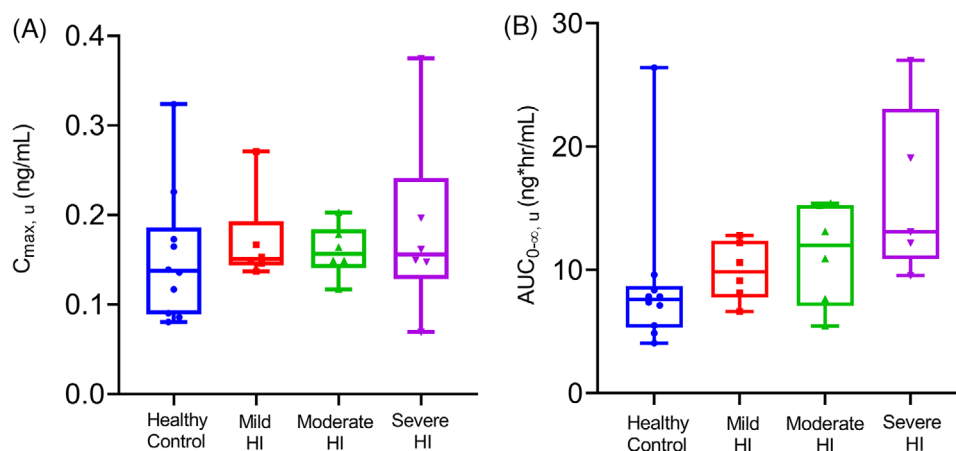 (A)
0.4
0.3
0.2
0.1
0.0
Cmax, u (ng/mL)
Healthy Control
Mild HI
Moderate HI
Severe HI
(B)
30
20
10
0
AUC0-∞, u (ng*hr/mL)
Healthy Control
Mild HI
Moderate HI
Severe HI